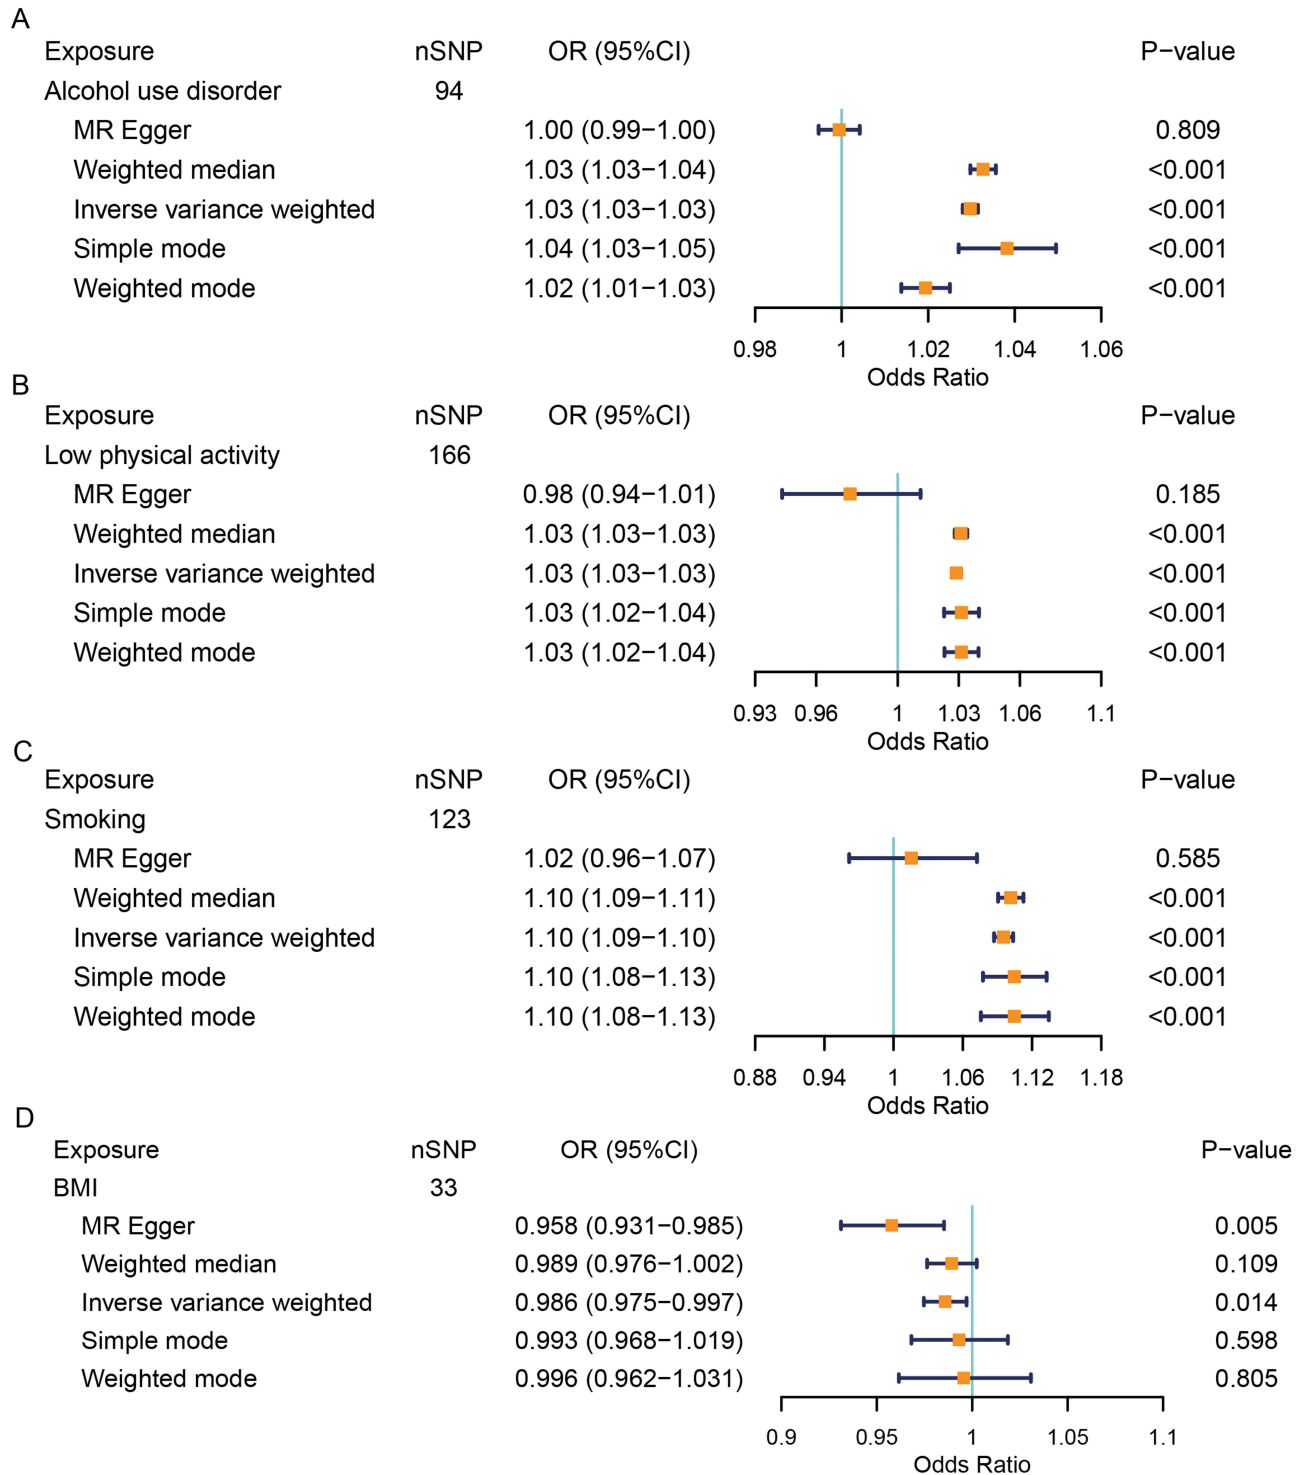 A
Exposure nSNP OR (95%CI) P−value
Alcohol use disorder 94
MR Egger 1.00 (0.99−1.00) 0.809
Weighted median 1.03 (1.03−1.04) <0.001
Inverse variance weighted 1.03 (1.03−1.03) <0.001
Simple mode 1.04 (1.03−1.05) <0.001
Weighted mode 1.02 (1.01−1.03) <0.001
0.98 1 1.02 1.04 1.06
Odds Ratio
B
Exposure nSNP OR (95%CI) P−value
Low physical activity 166
MR Egger 0.98 (0.94−1.01) 0.185
Weighted median 1.03 (1.03−1.03) <0.001
Inverse variance weighted 1.03 (1.03−1.03) <0.001
Simple mode 1.03 (1.02−1.04) <0.001
Weighted mode 1.03 (1.02−1.04) <0.001
0.93 0.96 1 1.03 1.06 1.1
Odds Ratio
C
Exposure nSNP OR (95%CI) P−value
Smoking 123
MR Egger 1.02 (0.96−1.07) 0.585
Weighted median 1.10 (1.09−1.11) <0.001
Inverse variance weighted 1.10 (1.09−1.10) <0.001
Simple mode 1.10 (1.08−1.13) <0.001
Weighted mode 1.10 (1.08−1.13) <0.001
0.88 0.94 1 1.06 1.12 1.18
Odds Ratio
D
Exposure nSNP OR (95%CI) P−value
BMI 33
MR Egger 0.958 (0.931−0.985) 0.005
Weighted median 0.989 (0.976−1.002) 0.109
Inverse variance weighted 0.986 (0.975−0.997) 0.014
Simple mode 0.993 (0.968−1.019) 0.598
Weighted mode 0.996 (0.962−1.031) 0.805
0.9 0.95 1 1.05 1.1
Odds Ratio